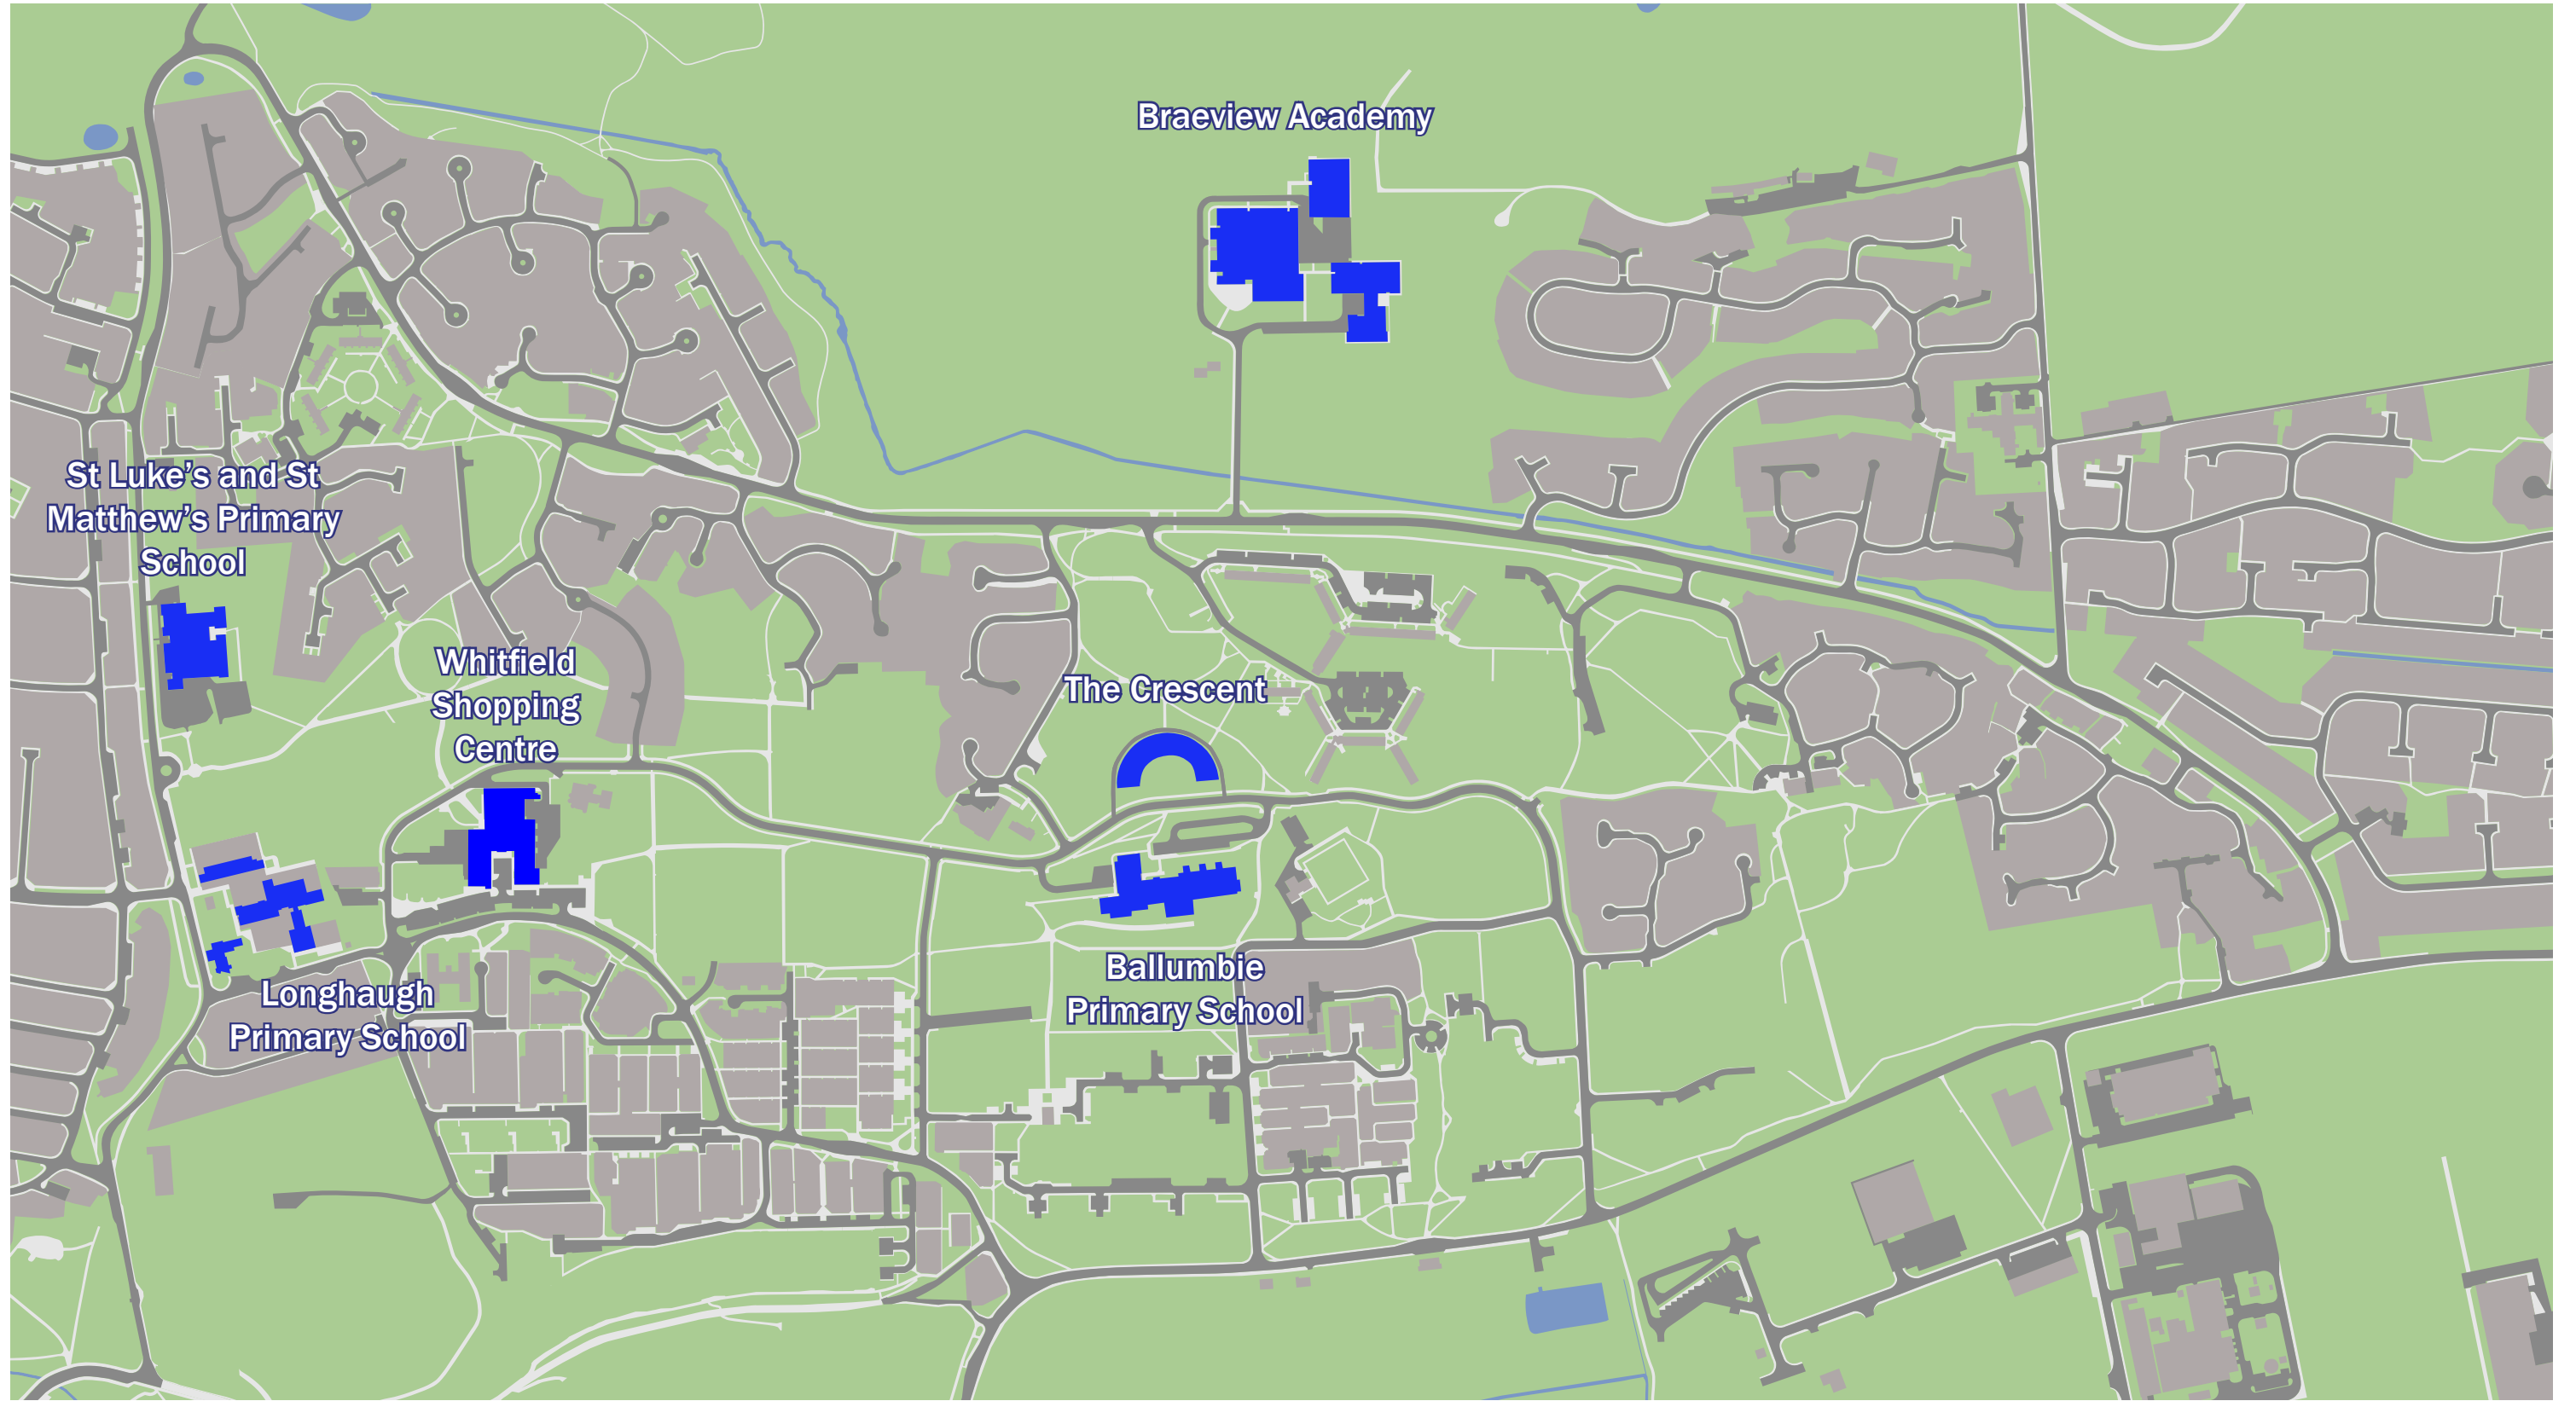 Braeview Academy
St Luke's and St
Matthew's Primary
School
Whitfield
Shopping
Centre
The Crescent
Ballumbie
Primary School
Longhaugh
Primary School